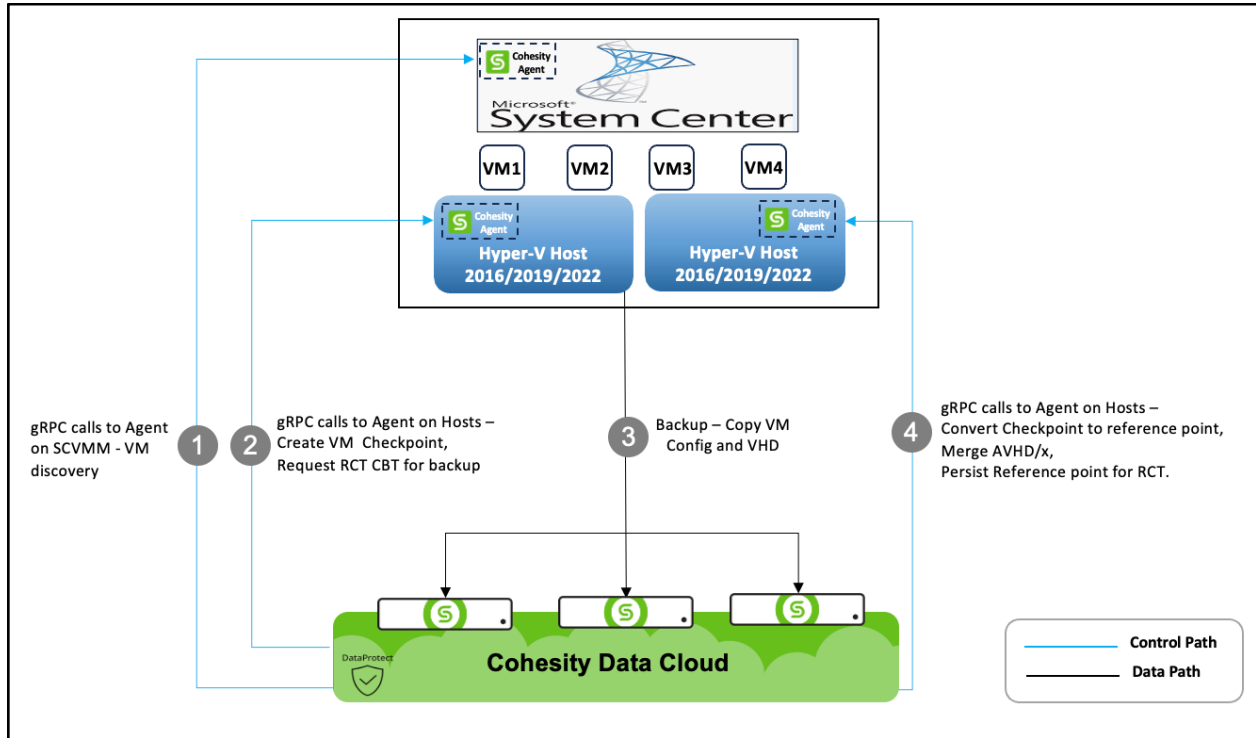 Cohesity
Agent
Microsoft®
System Center™
VM1
VM2
VM3
VM4
Cohesity
Agent
Hyper-V Host
2016/2019/2022
Cohesity
Agent
Hyper-V Host
2016/2019/2022
gRPC calls to Agent
on SCVMM - VM
discovery
1
2
gRPC calls to Agent on Hosts –
Create VM Checkpoint,
Request RCT CBT for backup
3
Backup – Copy VM
Config and VHD
4
gRPC calls to Agent on Hosts –
Convert Checkpoint to reference point,
Merge AVHD/x,
Persist Reference point for RCT.
DataProtect
Cohesity Data Cloud
Control Path
Data Path